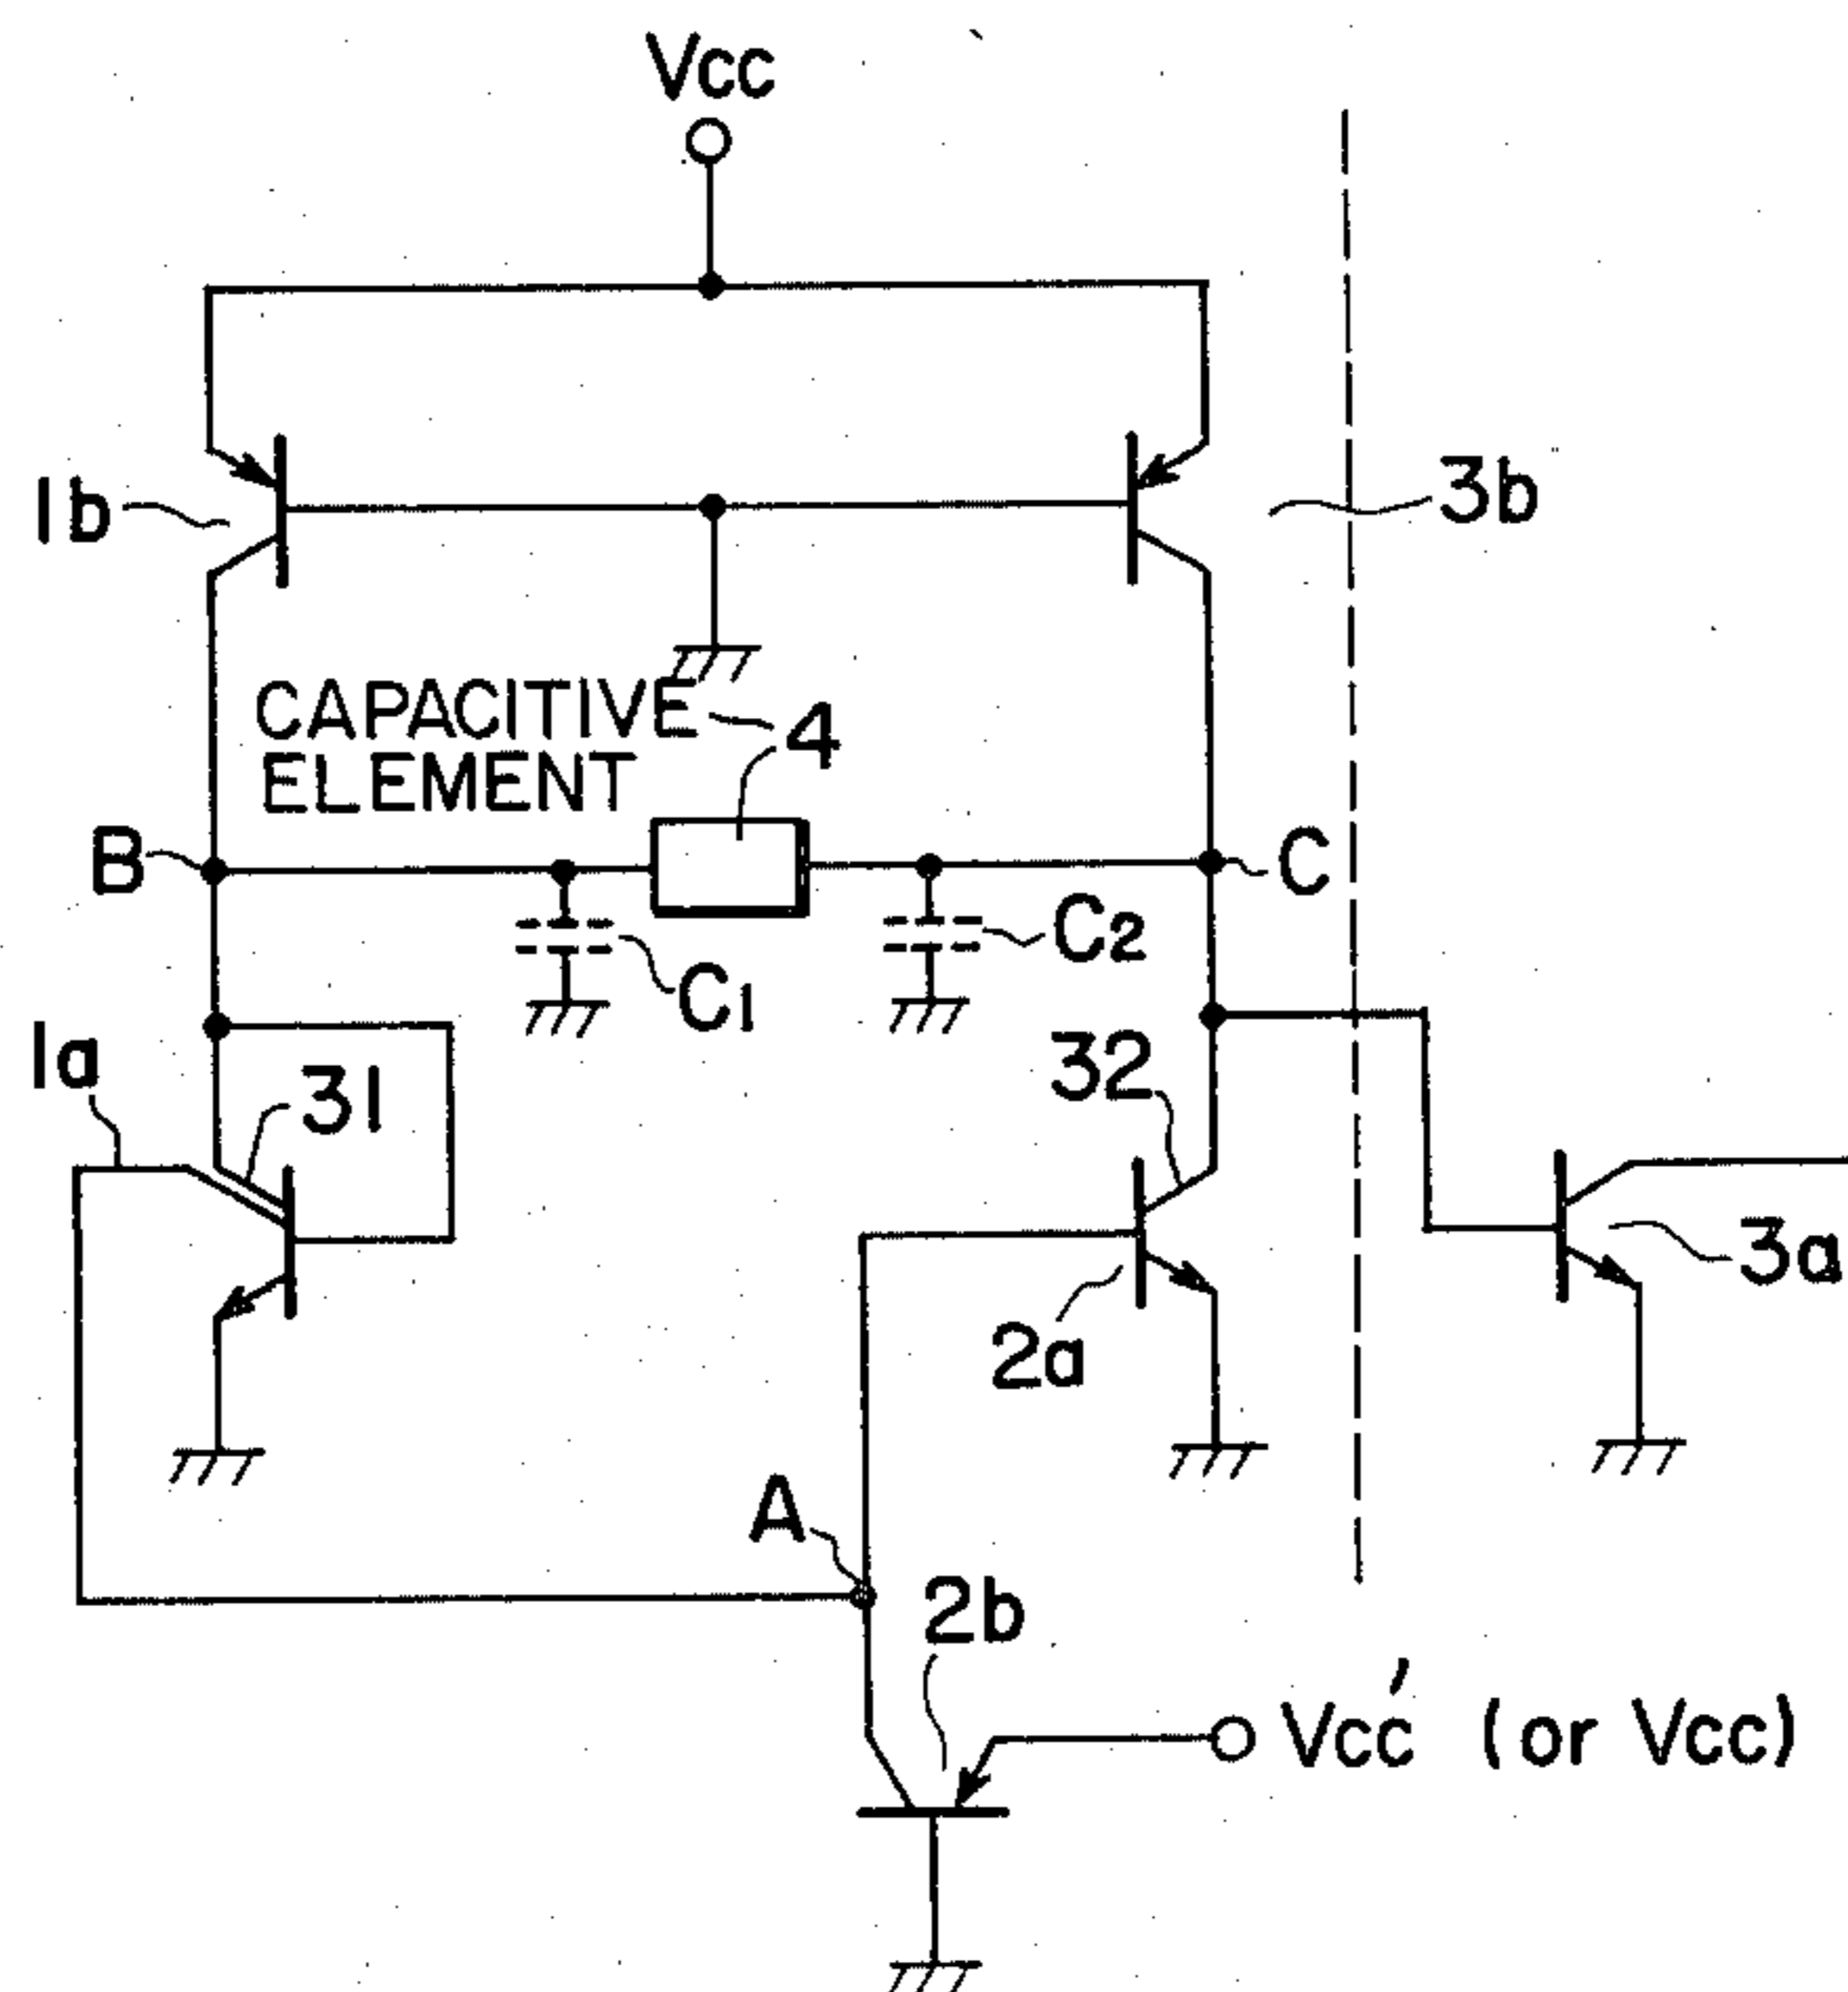 Vcc
1b
3b
CAPACITIVE
ELEMENT
4
B
C
C1
C2
1a
31
32
2a
3a
A
2b
Vcc' (or Vcc)